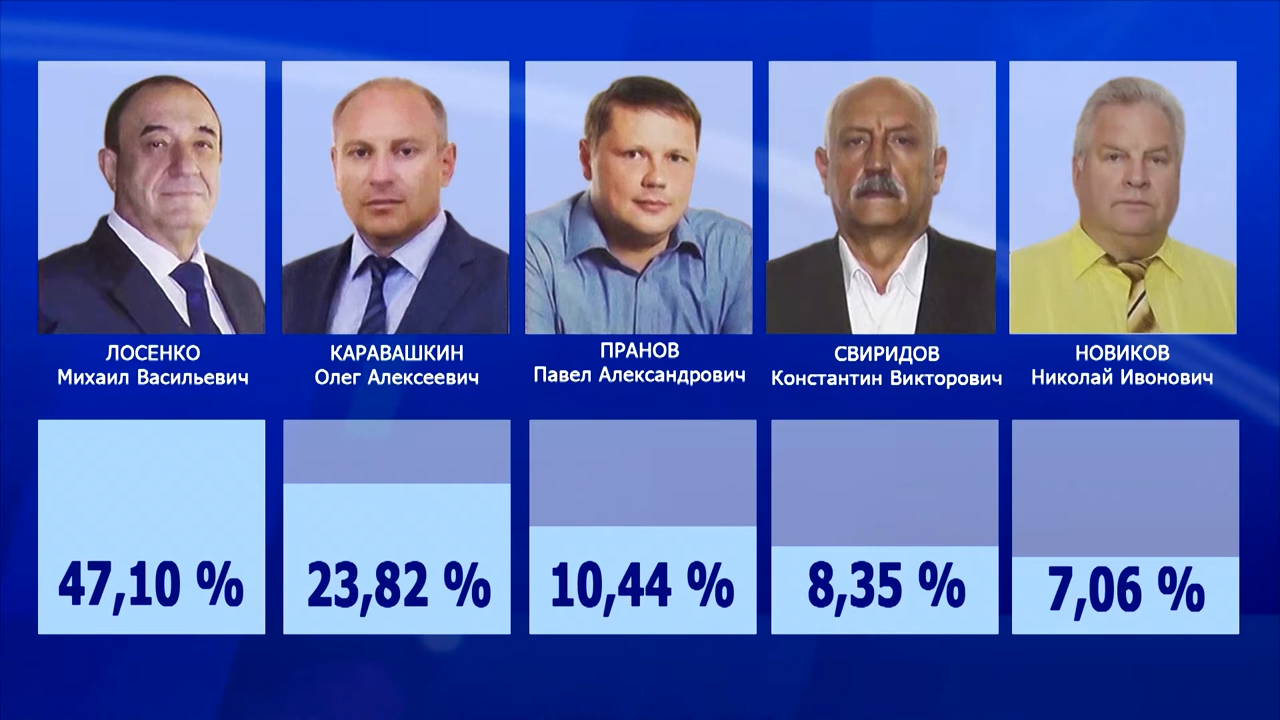 ЛОСЕНКО
Михаил Васильевич
КАРАВАШКИН
Олег Алексеевич
ПРАНОВ
Павел Александрович
СВИРИДОВ
Константин Викторович
НОВИКОВ
Николай Ивонович
47,10 %
23,82 %
10,44 %
8,35 %
7,06 %